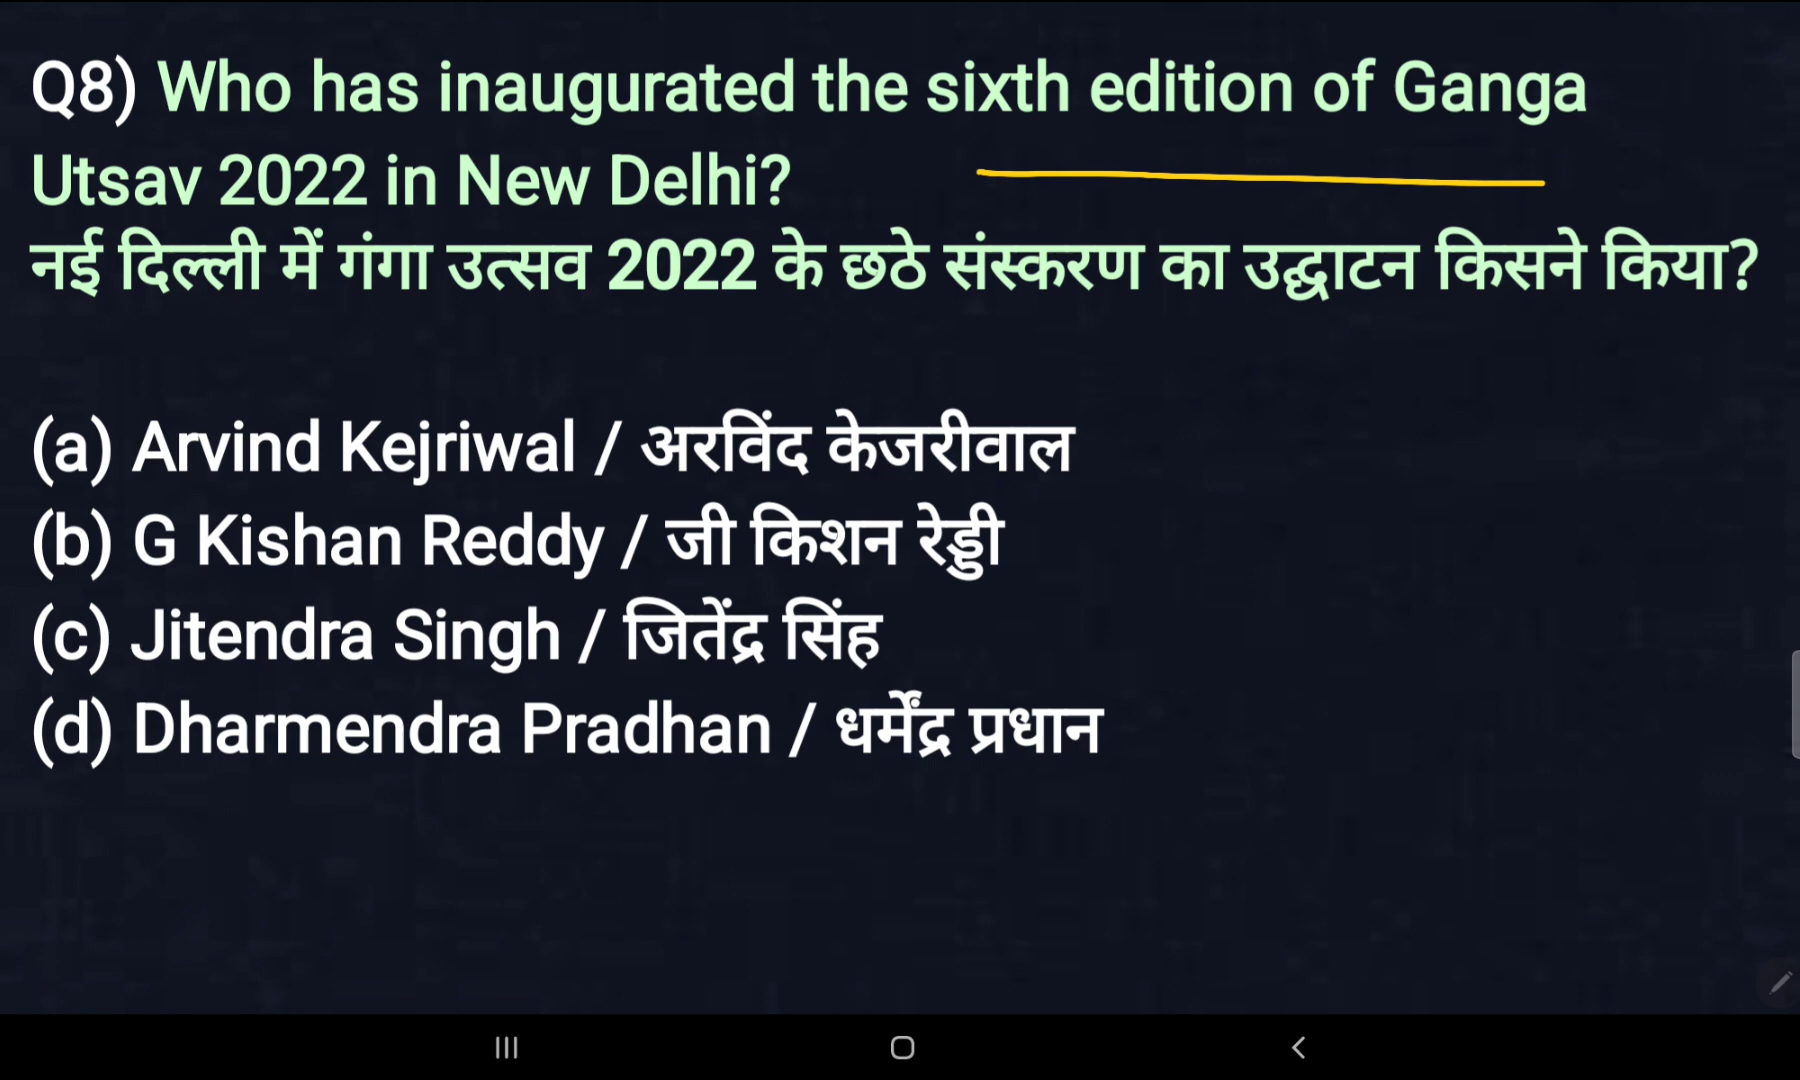 Q8) Who has inaugurated the sixth edition of Ganga
Utsav 2022 in New Delhi?
नई दिल्ली में गंगा उत्सव 2022 के छठे संस्करण का उद्घाटन किसने किया?
(a) Arvind Kejriwal / अरविंद केजरीवाल
(b) G Kishan Reddy / जी किशन रेड्डी
(c) Jitendra Singh / जितेंद्र सिंह
(d) Dharmendra Pradhan / धर्मेंद्र प्रधान